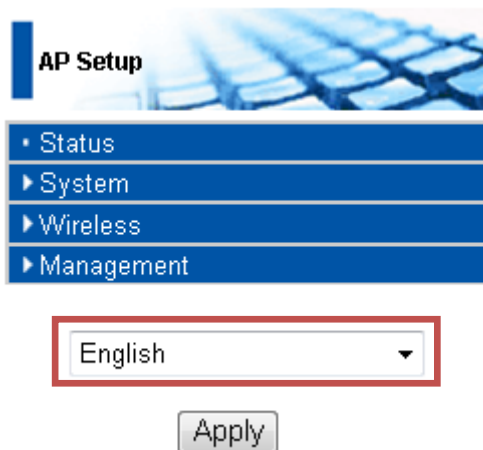 AP Setup
Status
System
Wireless
Management
English
Apply